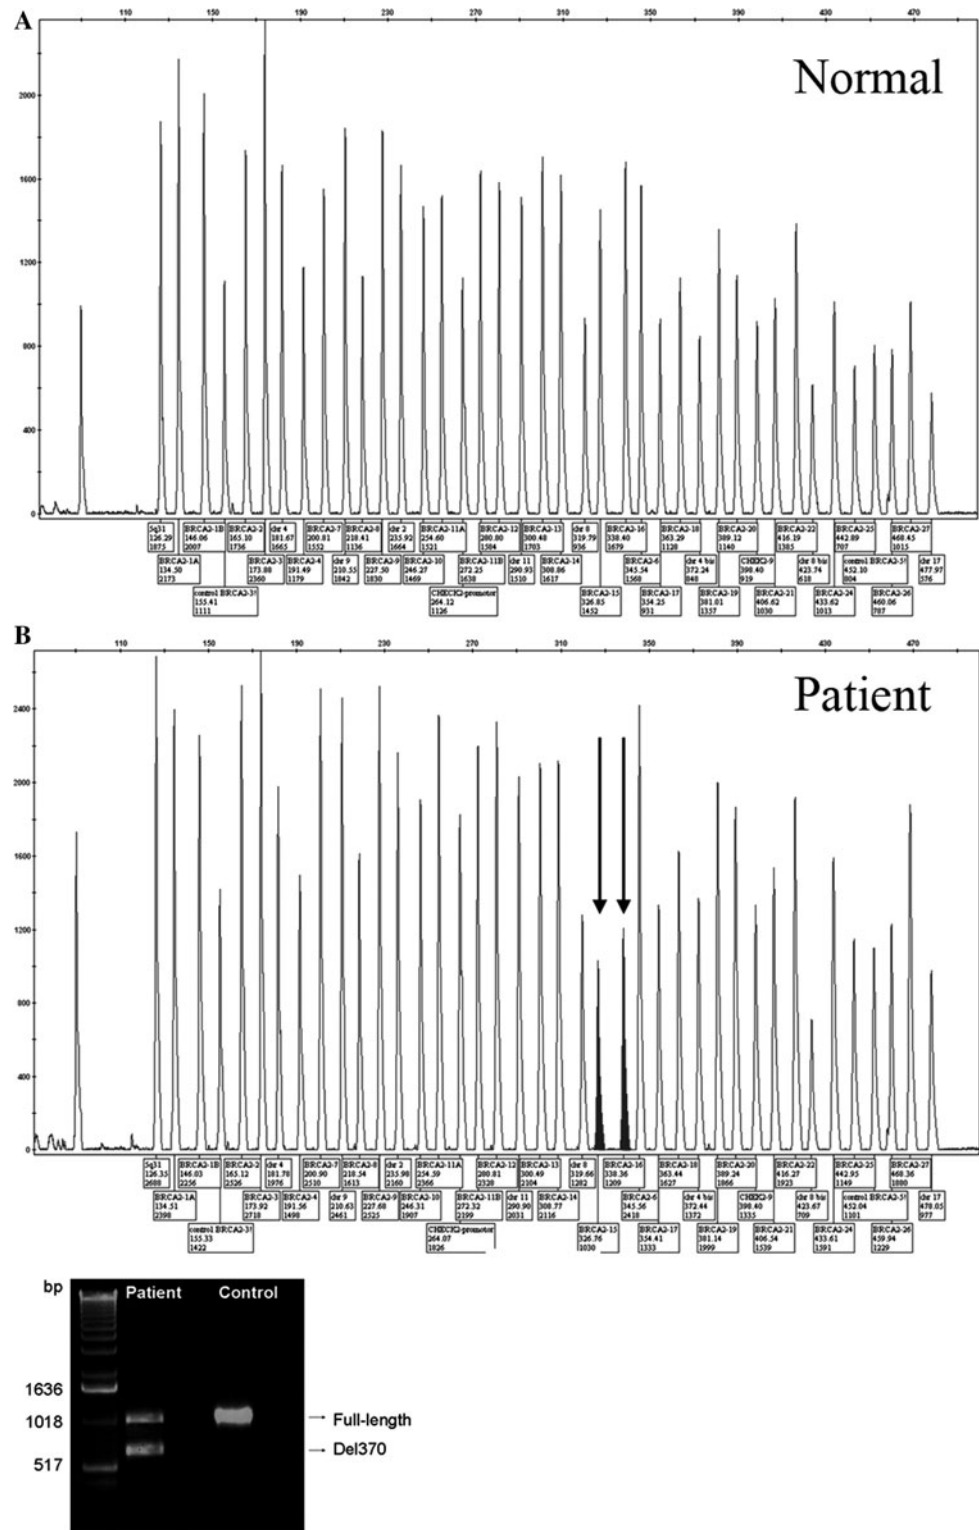 A
110 150 190 230 270 310 350 390 430 470
Normal
2000
1600
1200
800
400
0
5q31
126.29
1875
BRCA2-1A
134.50
2173
BRCA2-1B
146.06
2007
control BRCA2-3'
155.41
1111
BRCA2-2
165.10
1736
BRCA2-3
173.88
2360
chr 4
181.67
1665
BRCA2-4
191.49
1179
BRCA2-7
200.81
1552
chr 9
210.55
1842
BRCA2-8
218.41
1136
BRCA2-9
227.50
1830
chr 2
235.92
1664
BRCA2-10
246.27
1469
BRCA2-11A
254.60
1521
CHECK2-promotor
264.12
1126
BRCA2-11B
272.25
1638
BRCA2-12
280.80
1584
chr 11
290.93
1510
BRCA2-13
300.48
1703
BRCA2-14
308.86
1617
chr 8
319.79
936
BRCA2-15
326.85
1452
BRCA2-16
338.40
1679
BRCA2-6
345.54
1568
BRCA2-17
354.25
931
BRCA2-18
363.29
1128
chr 4 bis
372.24
848
BRCA2-19
381.01
1357
BRCA2-20
389.12
1140
CHEK2-9
398.40
919
BRCA2-21
406.62
1030
BRCA2-22
416.19
1385
chr 8 bis
423.74
618
BRCA2-24
433.62
1013
BRCA2-25
442.89
707
control BRCA2-5'
452.10
804
BRCA2-26
460.06
787
BRCA2-27
468.45
1015
chr 17
477.97
576
B
110 150 190 230 270 310 350 390 430 470
Patient
2400
2000
1600
1200
800
400
0
5q31
126.35
2688
BRCA2-1A
134.51
2398
BRCA2-1B
146.03
2256
control BRCA2-3'
155.33
1422
BRCA2-2
165.12
2526
BRCA2-3
173.92
2718
chr 4
181.78
1976
BRCA2-4
191.56
1498
BRCA2-7
200.90
2510
chr 9
210.63
2461
BRCA2-8
218.54
1613
BRCA2-9
227.68
2525
chr 2
235.98
2160
BRCA2-10
246.31
1907
BRCA2-11A
254.59
2366
CHECK2-promotor
264.07
1826
BRCA2-11B
272.32
2199
BRCA2-12
280.81
2328
chr 11
290.90
2031
BRCA2-13
300.49
2104
BRCA2-14
308.77
2116
chr 8
319.66
1282
BRCA2-15
326.76
1030
BRCA2-16
338.36
1209
BRCA2-6
345.56
2418
BRCA2-17
354.41
1333
BRCA2-18
363.44
1627
chr 4 bis
372.44
1372
BRCA2-19
381.14
1999
BRCA2-20
389.24
1866
CHEK2-9
398.40
1335
BRCA2-21
406.54
1539
BRCA2-22
416.27
1923
chr 8 bis
423.67
709
BRCA2-24
433.61
1591
BRCA2-25
442.95
1149
control BRCA2-5'
452.04
1101
BRCA2-26
459.94
1229
BRCA2-27
468.36
1880
chr 17
478.05
977
bp Patient Control
1636
1018 Full-length
Del370
517